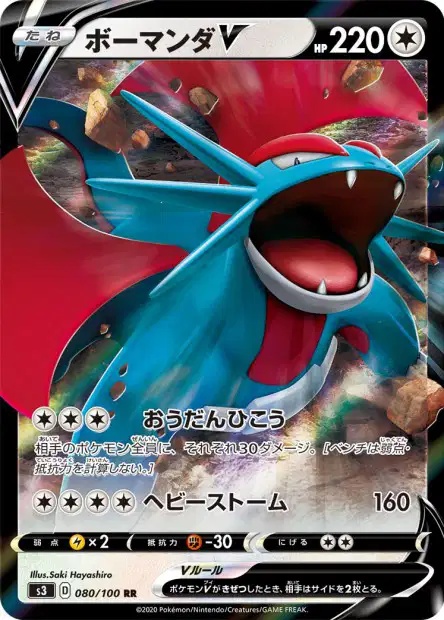 たね ボーマンダV HP220
おうだんひこう
相手のポケモン全員に、それぞれ30ダメージ。[ベンチは弱点・
抵抗力を計算しない。]
ヘビーストーム 160
弱点 ×2 抵抗力 -30 にげる
Illus.Saki Hayashiro
Vルール
s3 D 080/100 RR
ポケモンVがきぜつしたとき、相手はサイドを2枚とる。
©2020 Pokémon/Nintendo/Creatures/GAME FREAK.